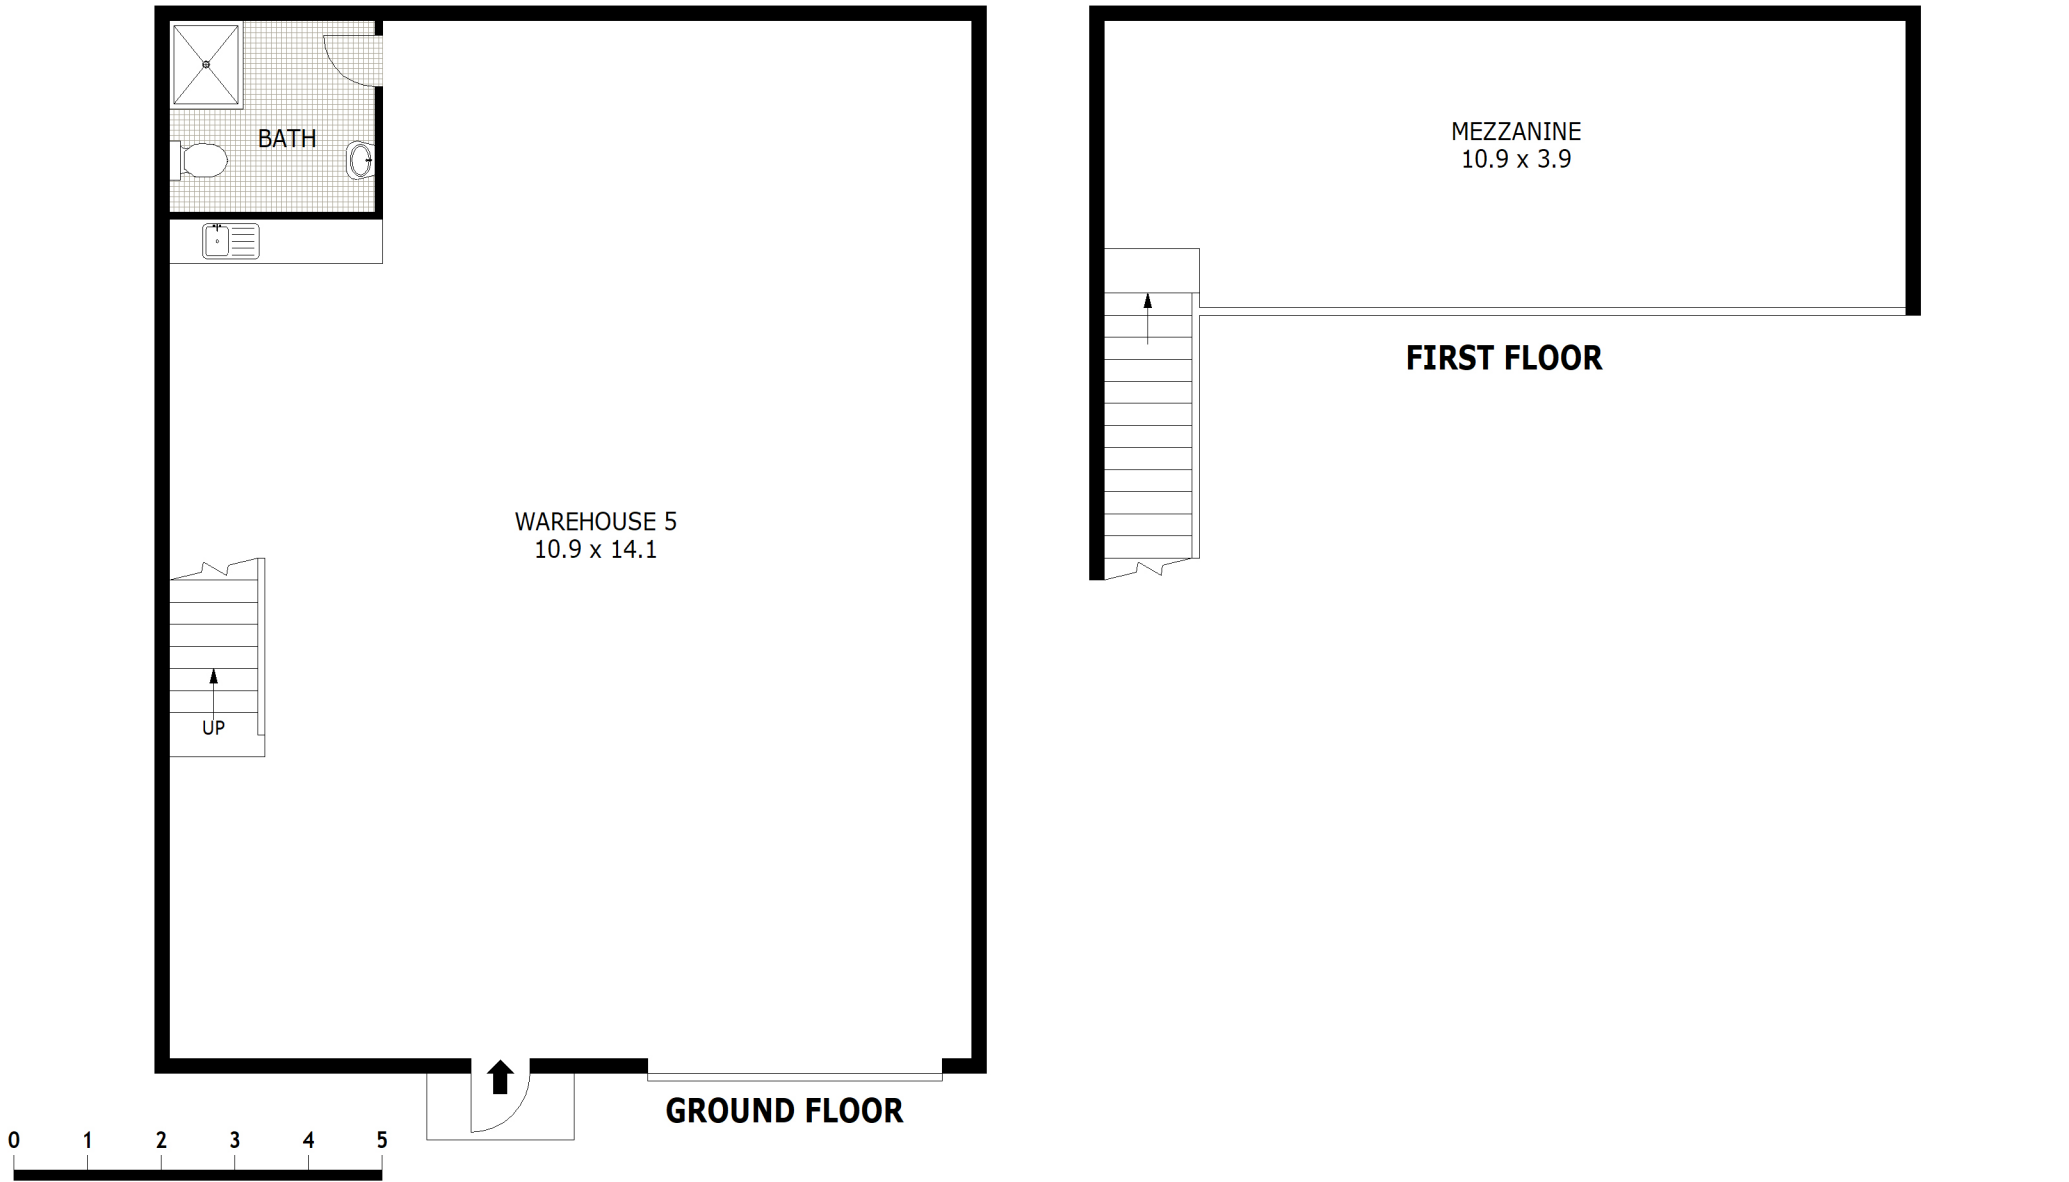 BATH
WAREHOUSE 5
10.9 x 14.1
UP
GROUND FLOOR
0 1 2 3 4 5
MEZZANINE
10.9 x 3.9
FIRST FLOOR